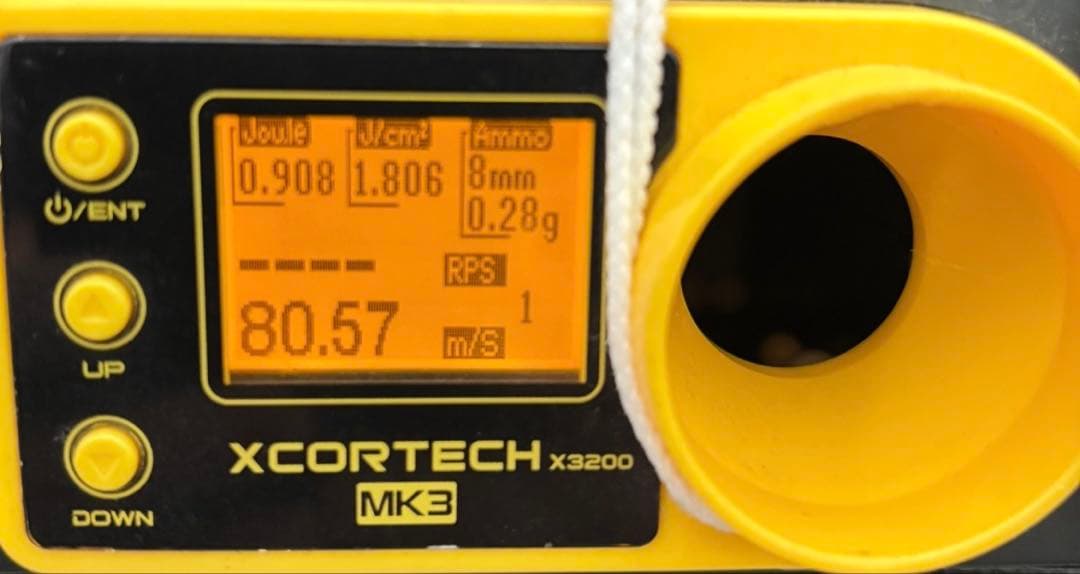 Joule J/cm² Ammo
0.908 1.806 8mm
0.28g
---- RPS
1
80.57 m/S
⏻/ENT
UP
DOWN
XCORTECH X3200
MK3